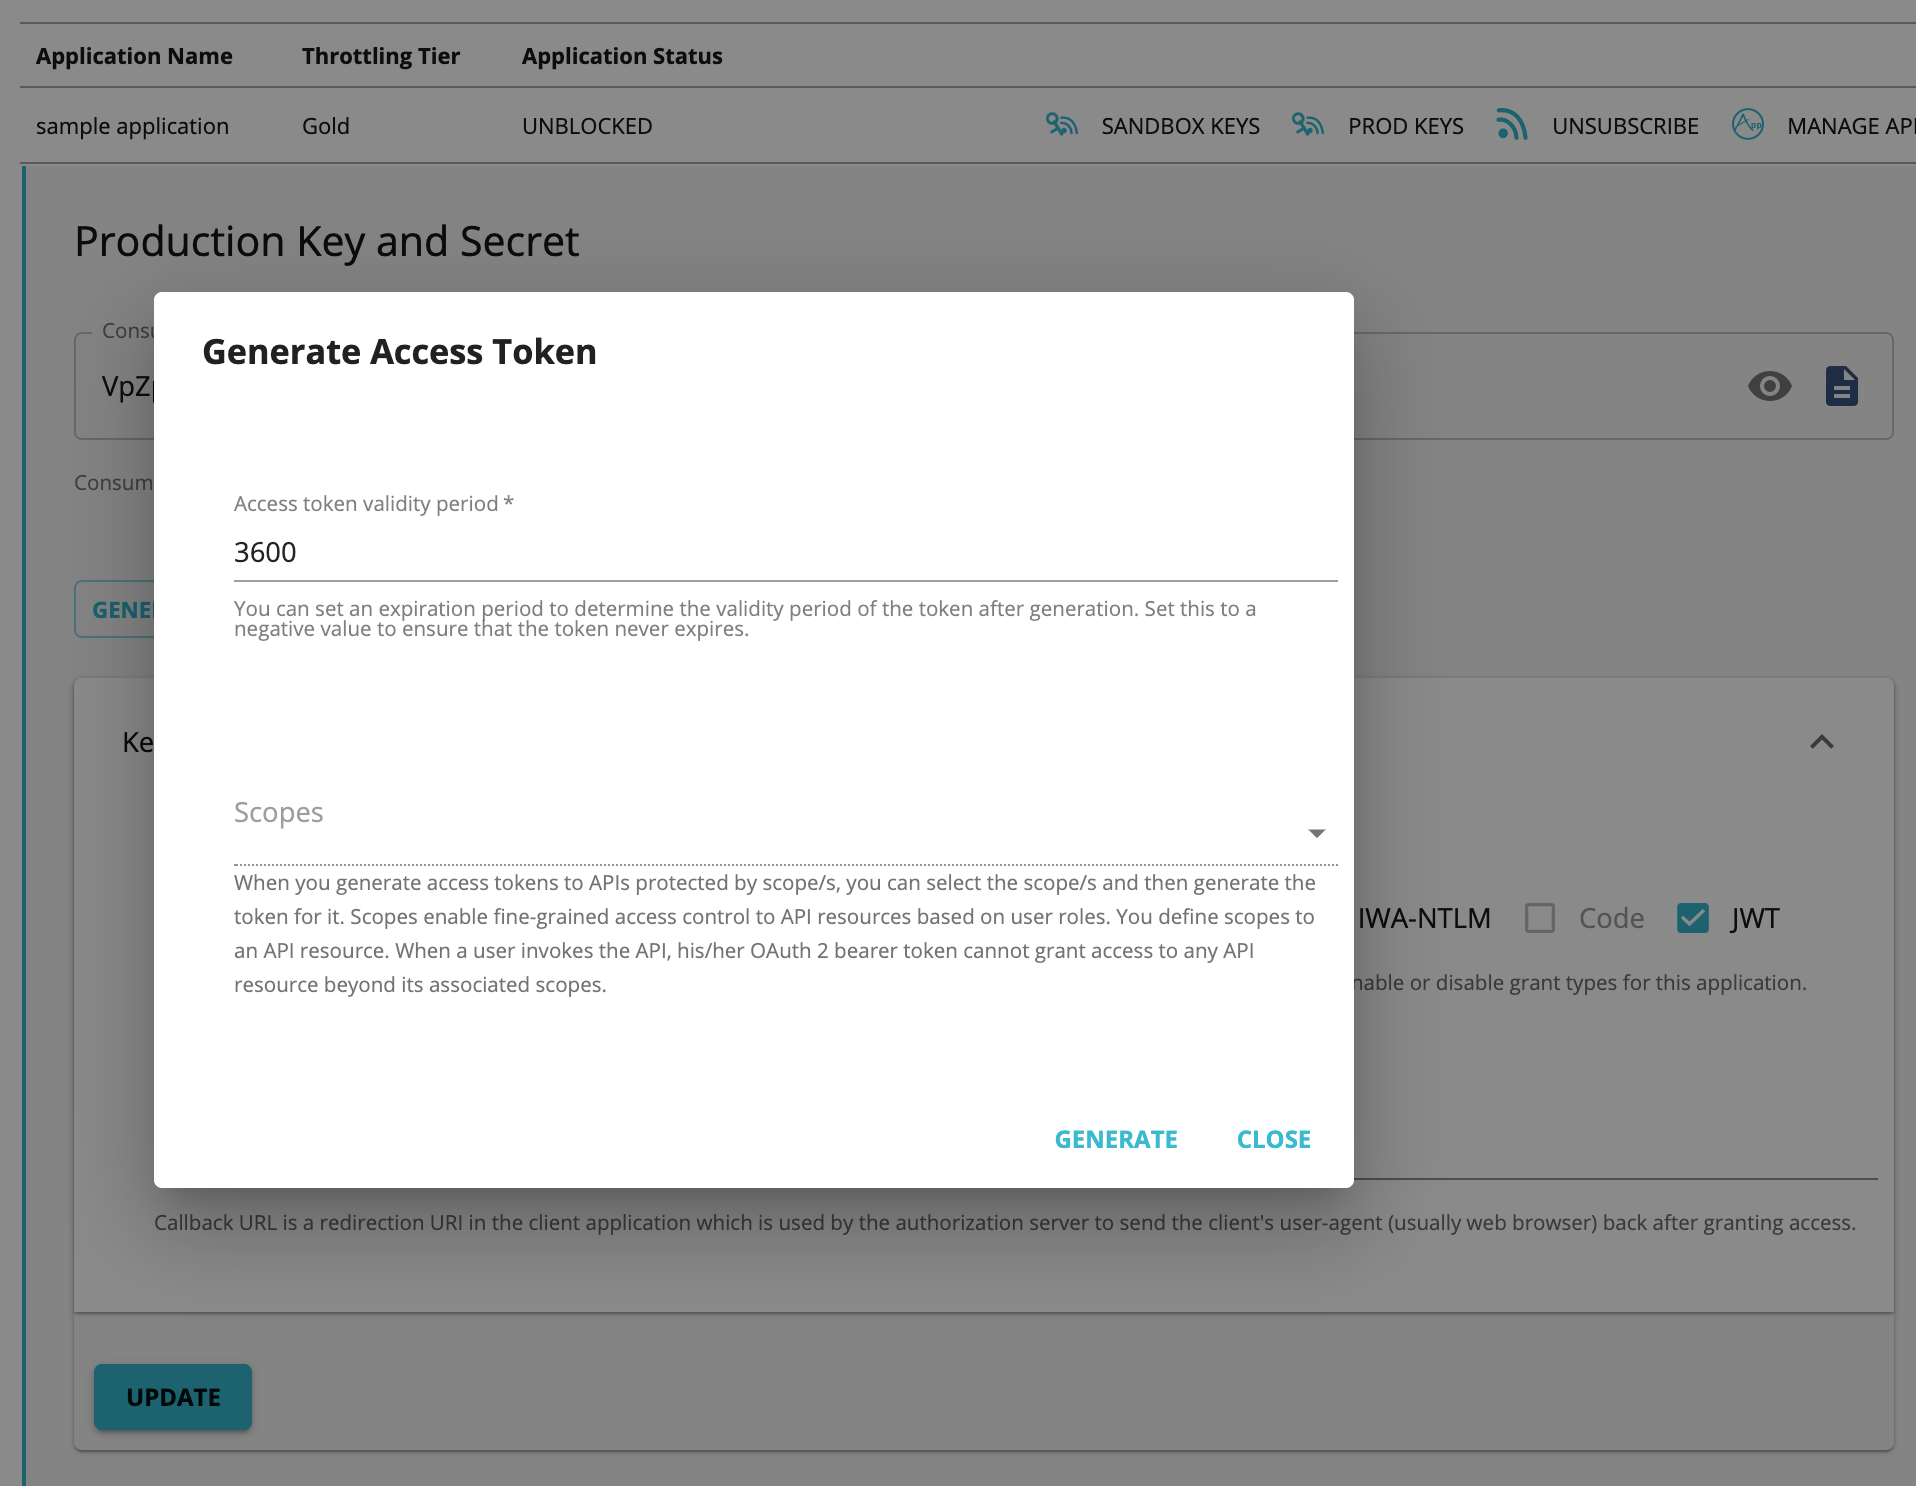 Application Name Throttling Tier Application Status
sample application Gold UNBLOCKED SANDBOX KEYS PROD KEYS UNSUBSCRIBE MANAGE
Production Key and Secret
Generate Access Token
Access token validity period *
3600
You can set an expiration period to determine the validity period of the token after generation. Set this to a
negative value to ensure that the token never expires.
Scopes
When you generate access tokens to APIs protected by scope/s, you can select the scope/s and then generate the
token for it. Scopes enable fine-grained access control to API resources based on user roles. You define scopes to
an API resource. When a user invokes the API, his/her OAuth 2 bearer token cannot grant access to any API
resource beyond its associated scopes.
IWA-NTLM Code JWT
or disable grant types for this application.
GENERATE CLOSE
Callback URL is a redirection URI in the client application which is used by the authorization server to send the client's user-agent (usually web browser) back after granting access.
UPDATE